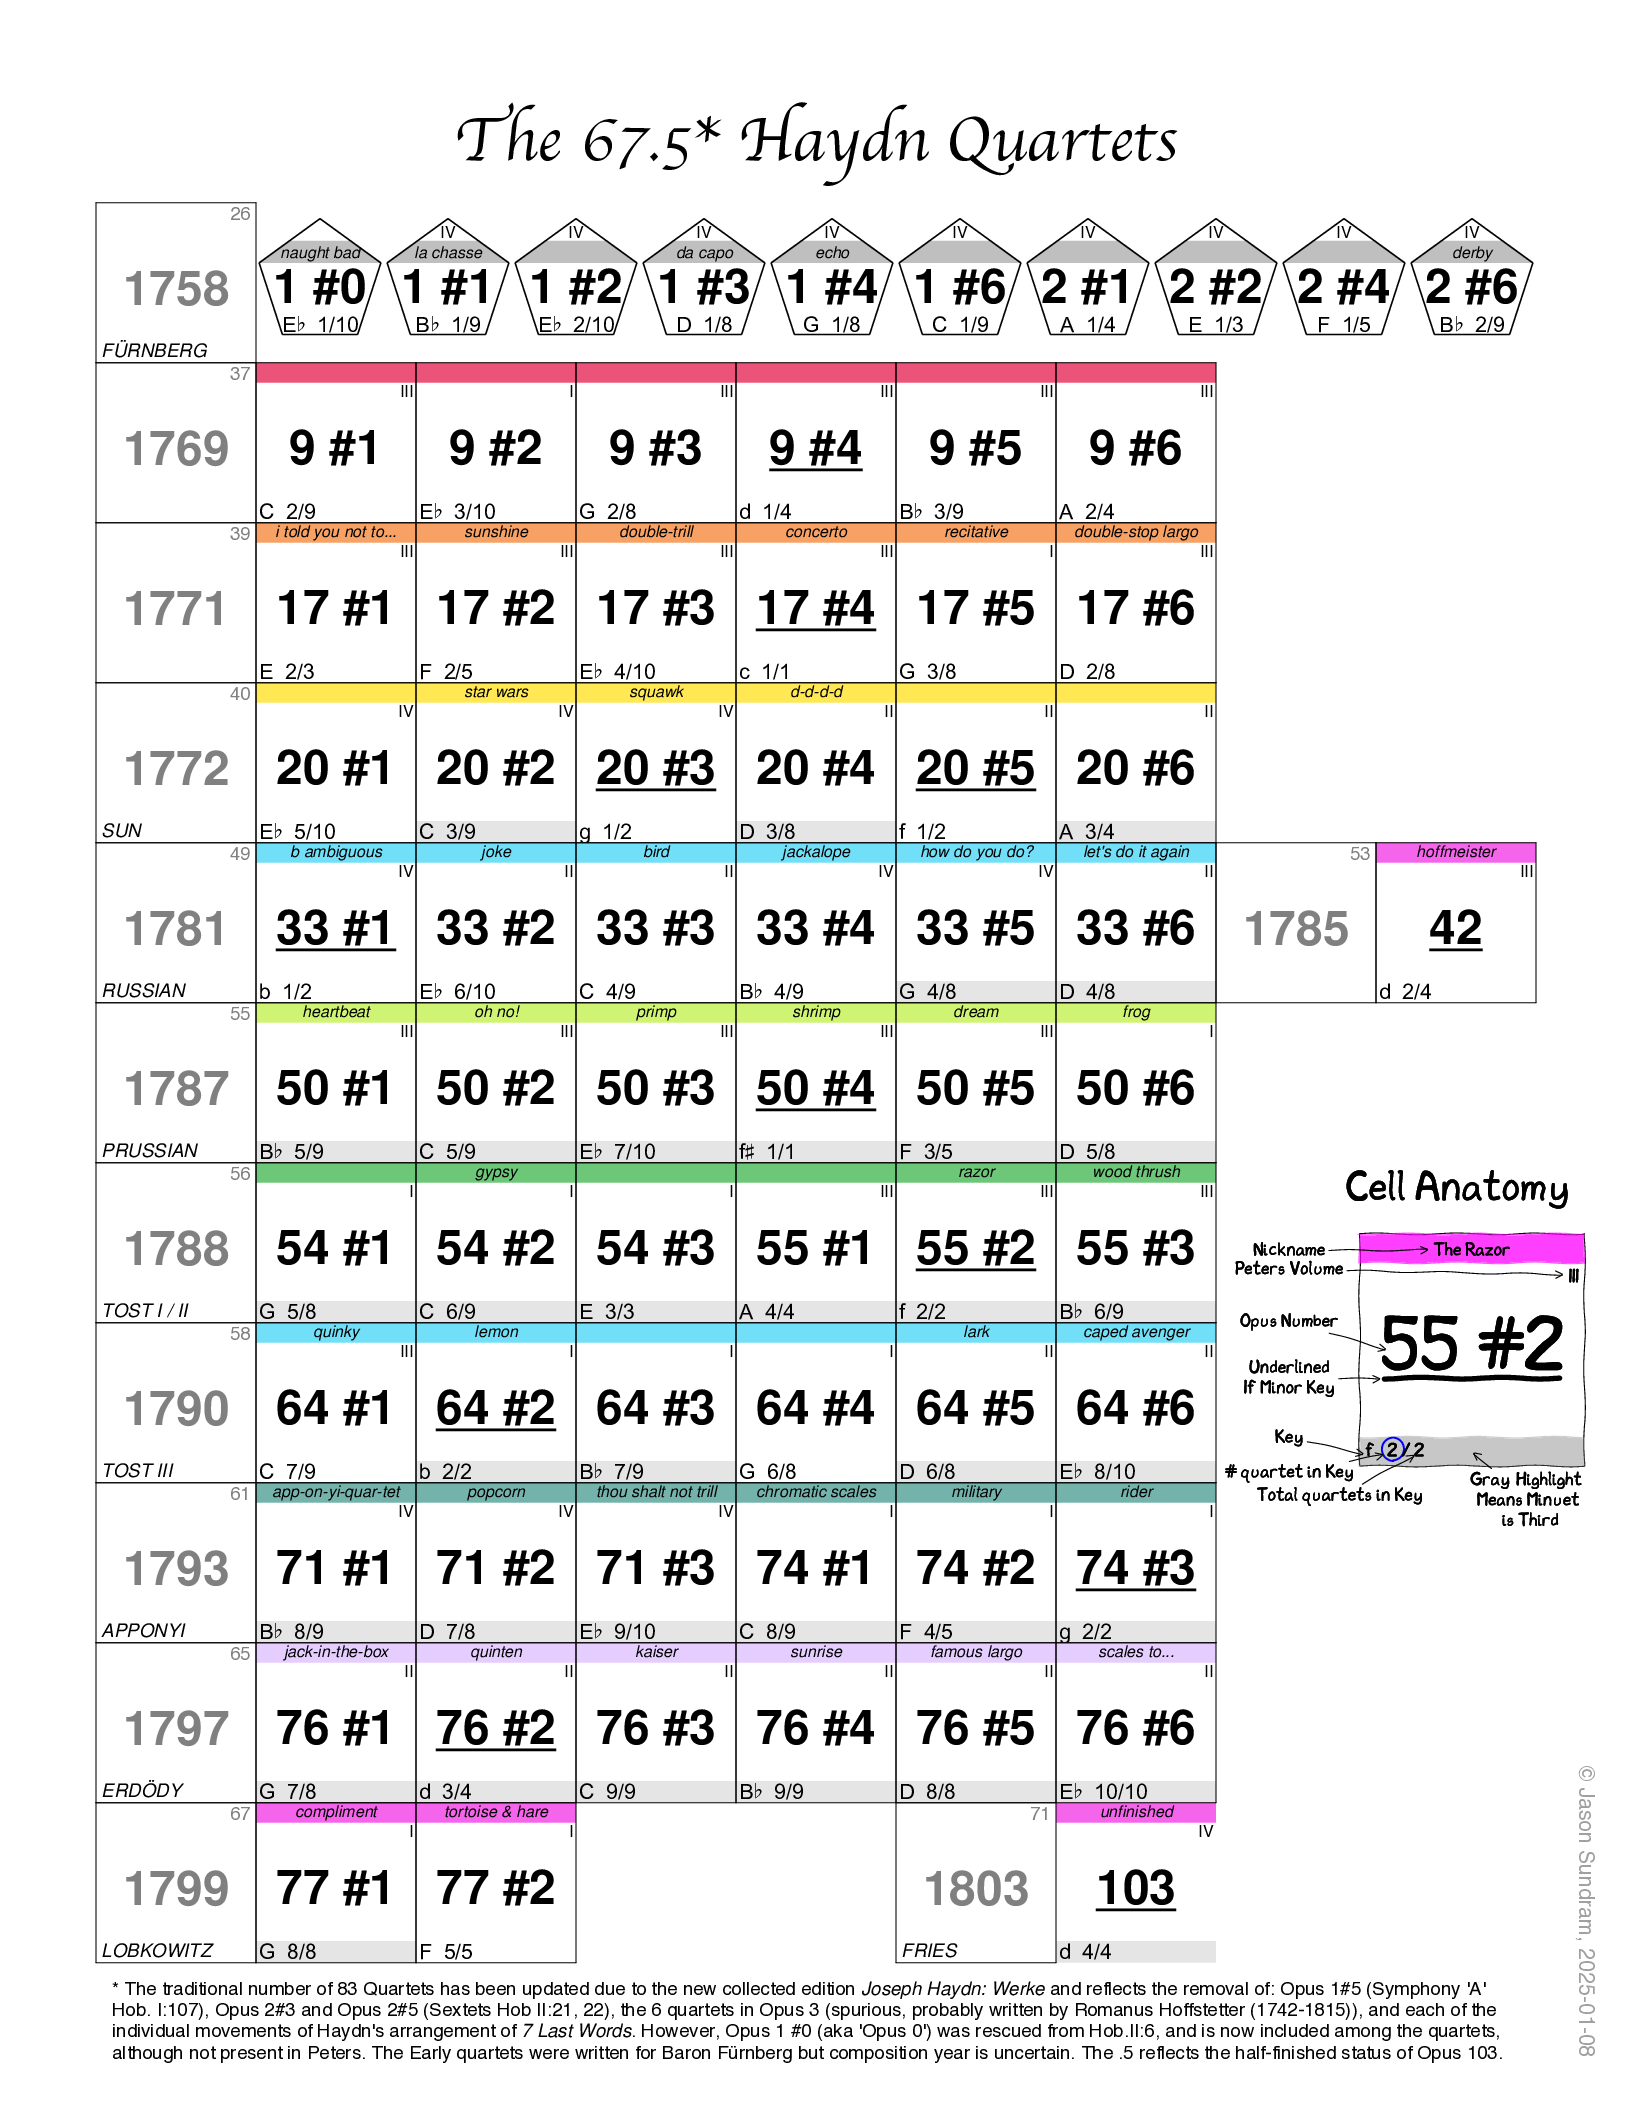 The 67.5* Haydn Quartets
26
1758
FÜRNBERG
naught bad
1 #0
E♭ 1/10
IV
la chasse
1 #1
B♭ 1/9
IV
1 #2
E♭ 2/10
IV
da capo
1 #3
D 1/8
IV
echo
1 #4
G 1/8
IV
1 #6
C 1/9
IV
2 #1
A 1/4
IV
2 #2
E 1/3
IV
2 #4
F 1/5
IV
derby
2 #6
B♭ 2/9
37
1769
III
9 #1
C 2/9
I
9 #2
E♭ 3/10
III
9 #3
G 2/8
III
9 #4
d 1/4
III
9 #5
B♭ 3/9
III
9 #6
A 2/4
39
1771
i told you not to...
III
17 #1
E 2/3
sunshine
III
17 #2
F 2/5
double-trill
III
17 #3
E♭ 4/10
concerto
III
17 #4
c 1/1
recitative
I
17 #5
G 3/8
double-stop largo
III
17 #6
D 2/8
40
1772
SUN
IV
20 #1
E♭ 5/10
star wars
IV
20 #2
C 3/9
squawk
IV
20 #3
g 1/2
d-d-d-d
II
20 #4
D 3/8
II
20 #5
f 1/2
II
20 #6
A 3/4
49
1781
RUSSIAN
b ambiguous
IV
33 #1
b 1/2
joke
II
33 #2
E♭ 6/10
bird
II
33 #3
C 4/9
jackalope
IV
33 #4
B♭ 4/9
how do you do?
IV
33 #5
G 4/8
let's do it again
II
33 #6
D 4/8
53
1785
hoffmeister
III
42
d 2/4
55
1787
PRUSSIAN
heartbeat
III
50 #1
B♭ 5/9
oh no!
III
50 #2
C 5/9
primp
III
50 #3
E♭ 7/10
shrimp
III
50 #4
f♯ 1/1
dream
III
50 #5
F 3/5
frog
I
50 #6
D 5/8
56
1788
TOST I / II
I
54 #1
G 5/8
gypsy
I
54 #2
C 6/9
I
54 #3
E 3/3
III
55 #1
A 4/4
razor
III
55 #2
f 2/2
wood thrush
III
55 #3
B♭ 6/9
58
1790
TOST III
quinky
III
64 #1
C 7/9
lemon
I
64 #2
b 2/2
I
64 #3
B♭ 7/9
I
64 #4
G 6/8
lark
II
64 #5
D 6/8
caped avenger
II
64 #6
E♭ 8/10
61
1793
APPONYI
app-on-yi-quar-tet
IV
71 #1
B♭ 8/9
popcorn
IV
71 #2
D 7/8
thou shalt not trill
IV
71 #3
E♭ 9/10
chromatic scales
I
74 #1
C 8/9
military
I
74 #2
F 4/5
rider
I
74 #3
g 2/2
65
1797
ERDÖDY
jack-in-the-box
II
76 #1
G 7/8
quinten
II
76 #2
d 3/4
kaiser
II
76 #3
C 9/9
sunrise
II
76 #4
B♭ 9/9
famous largo
II
76 #5
D 8/8
scales to...
II
76 #6
E♭ 10/10
67
1799
LOBKOWITZ
compliment
I
77 #1
G 8/8
tortoise & hare
I
77 #2
F 5/5
71
1803
FRIES
unfinished
IV
103
d 4/4
Cell Anatomy
Nickname
The Razor
Peters Volume
III
Opus Number
55 #2
Underlined
If Minor Key
Key
f 2/2
# quartet in Key
Total quartets in Key
Gray Highlight
Means Minuet
is Third
* The traditional number of 83 Quartets has been updated due to the new collected edition Joseph Haydn: Werke and reflects the removal of: Opus 1#5 (Symphony 'A'
Hob. I:107), Opus 2#3 and Opus 2#5 (Sextets Hob II:21, 22), the 6 quartets in Opus 3 (spurious, probably written by Romanus Hoffstetter (1742-1815)), and each of the
individual movements of Haydn's arrangement of 7 Last Words. However, Opus 1 #0 (aka 'Opus 0') was rescued from Hob.II:6, and is now included among the quartets,
although not present in Peters. The Early quartets were written for Baron Fürnberg but composition year is uncertain. The .5 reflects the half-finished status of Opus 103.
© Jason Sundram, 2025-01-08